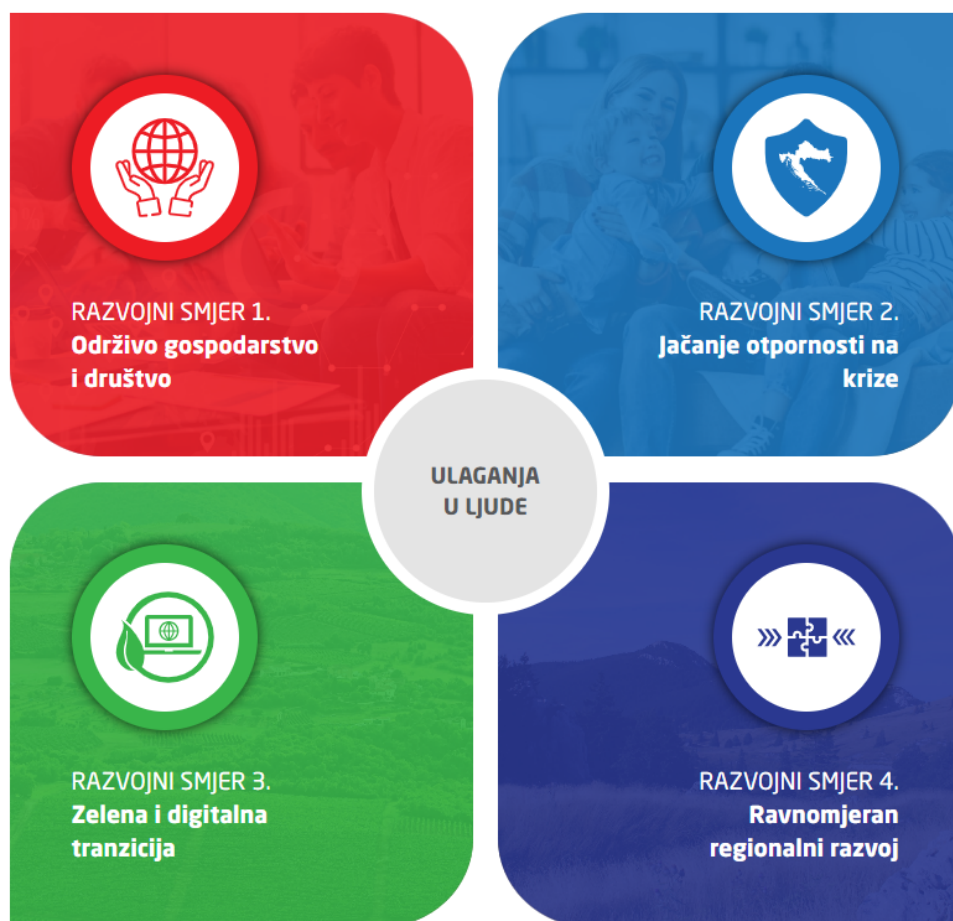 RAZVOJNI SMJER 1.
Održivo gospodarstvo
i društvo
RAZVOJNI SMJER 2.
Jačanje otpornosti na
krize
ULAGANJA
U LJUDE
RAZVOJNI SMJER 3.
Zelena i digitalna
tranzicija
RAZVOJNI SMJER 4.
Ravnomjeran
regionalni razvoj